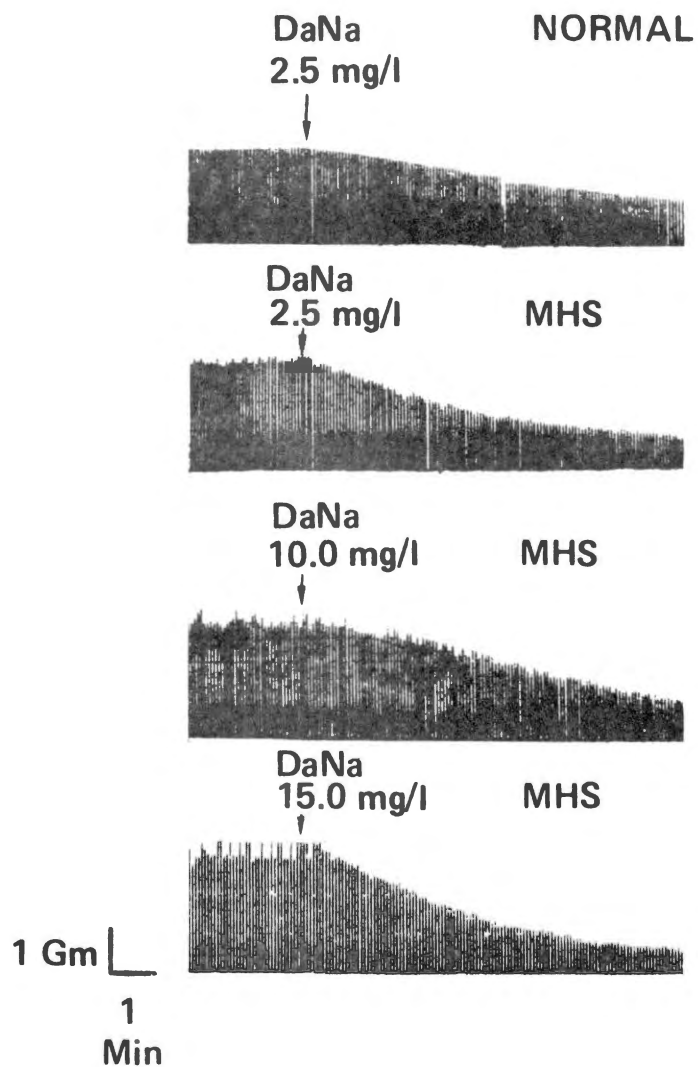 DaNa NORMAL
2.5 mg/l
DaNa
2.5 mg/l MHS
DaNa
10.0 mg/l MHS
DaNa
15.0 mg/l MHS
1 Gm
1
Min